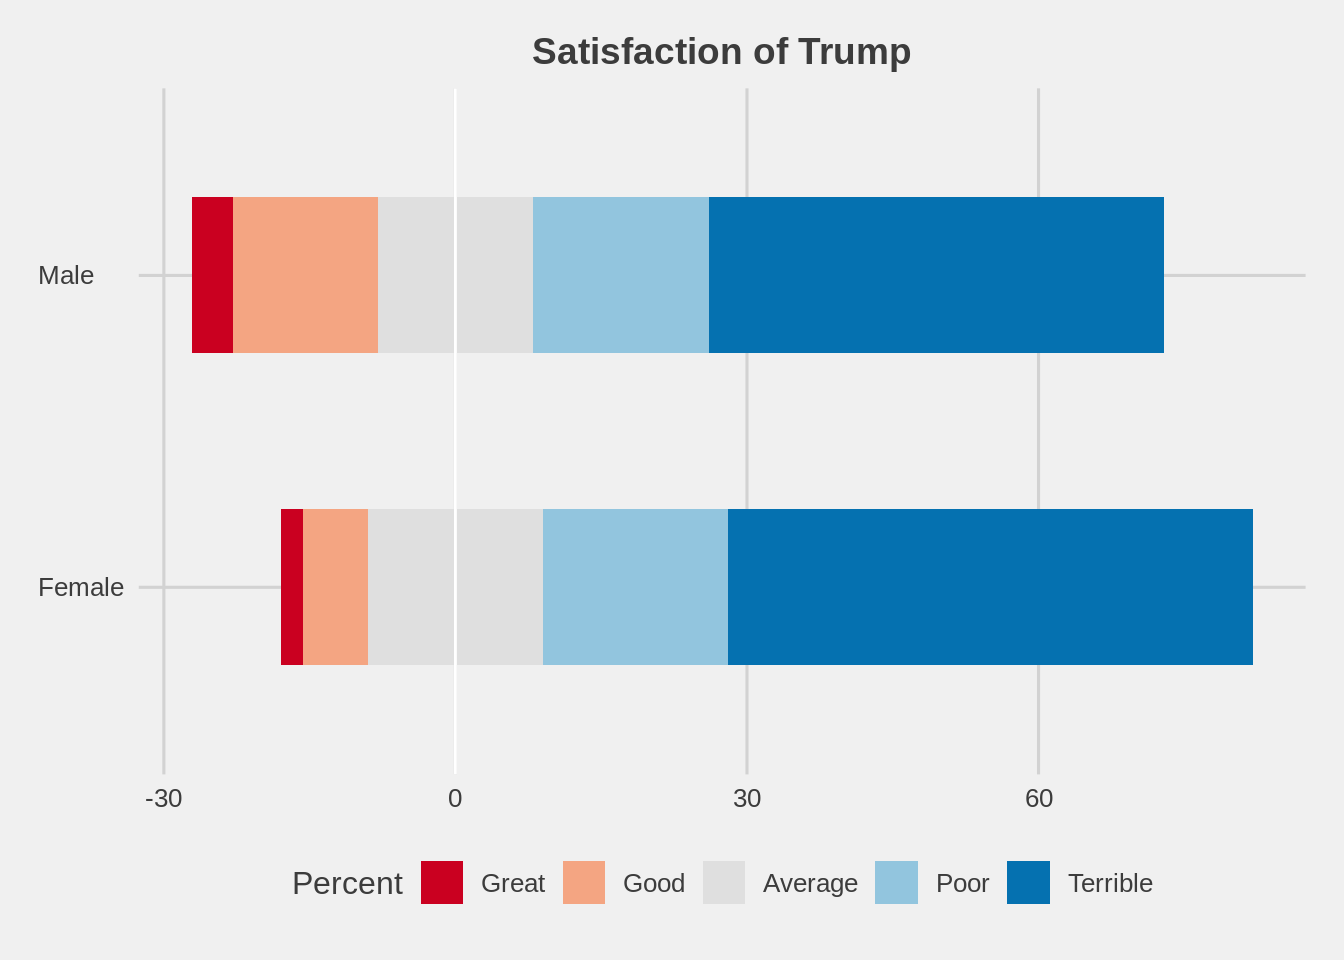 Satisfaction of Trump
Male
Female
-30 0 30 60
Percent Great Good Average Poor Terrible